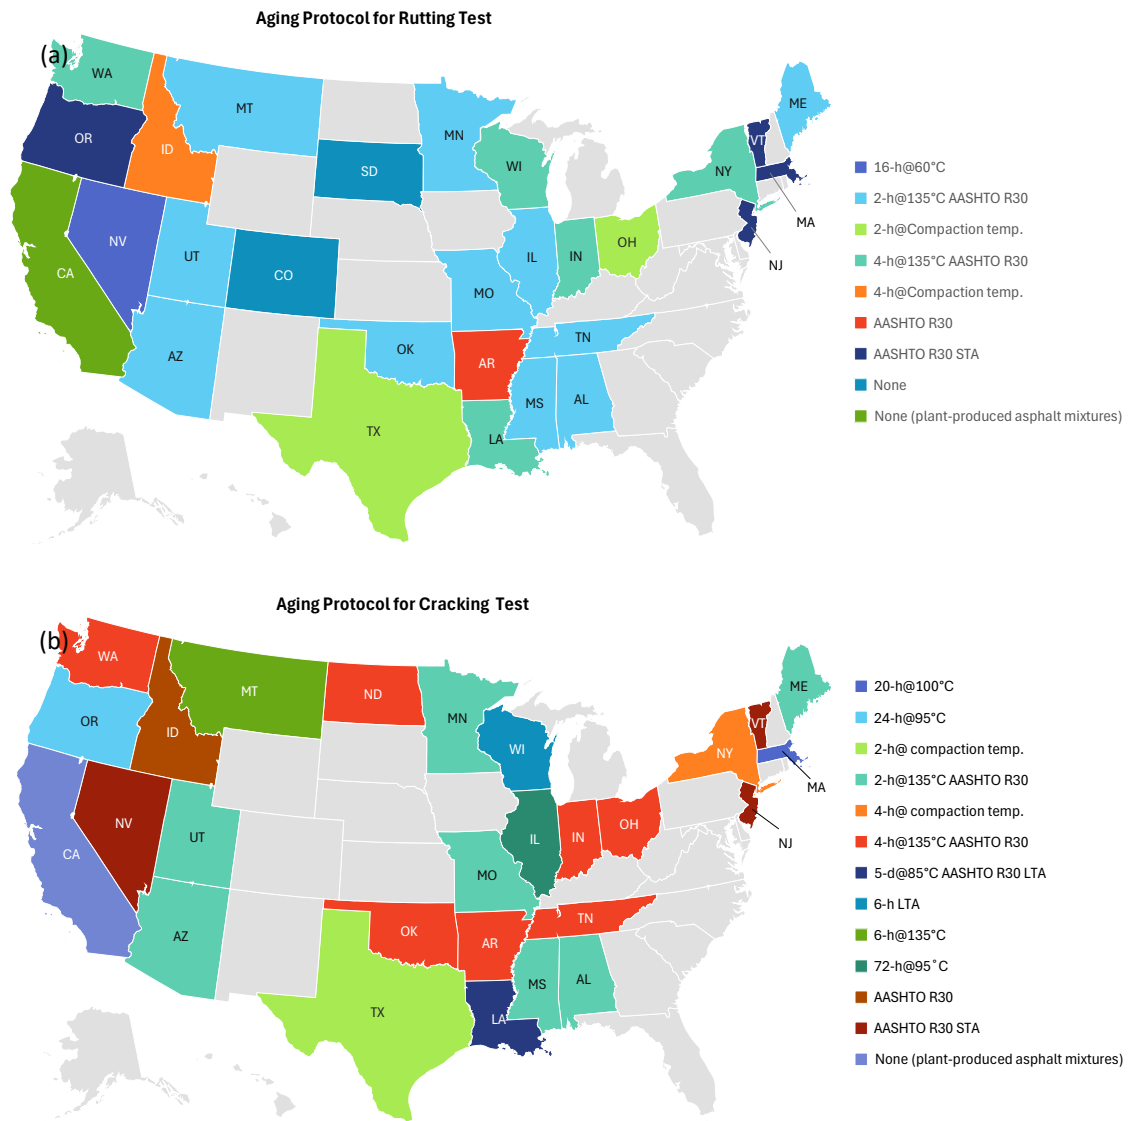 Aging Protocol for Rutting Test
(a)
WA
MT
ME
OR
MN
VT
ID
WI
SD
NY
16-h@60°C
2-h@135°C AASHTO R30
MA
2-h@Compaction temp.
NV
UT
IL
IN
OH
4-h@135°C AASHTO R30
NJ
CA
CO
MO
4-h@Compaction temp.
AASHTO R30
AZ
OK
AR
TN
AASHTO R30 STA
None
MS
AL
None (plant-produced asphalt mixtures)
TX
LA
Aging Protocol for Cracking Test
(b)
WA
MT
ND
ME
20-h@100°C
OR
MN
VT
24-h@95°C
ID
WI
NY
2-h@ compaction temp.
2-h@135°C AASHTO R30
MA
4-h@ compaction temp.
NV
UT
IL
IN
OH
4-h@135°C AASHTO R30
NJ
CA
MO
5-d@85°C AASHTO R30 LTA
6-h LTA
AZ
OK
AR
TN
6-h@135°C
72-h@95°C
MS
AL
AASHTO R30
TX
LA
AASHTO R30 STA
None (plant-produced asphalt mixtures)